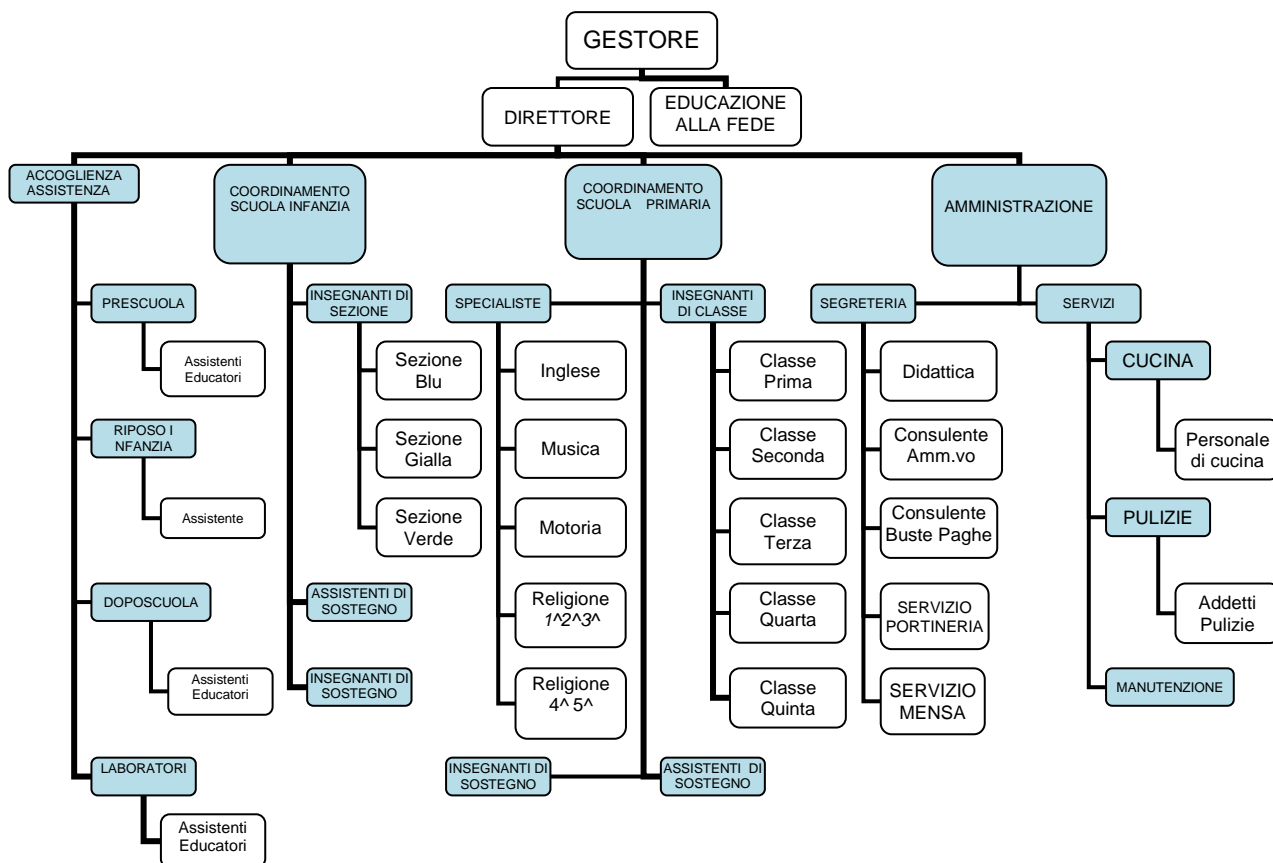 GESTORE
DIRETTORE
EDUCAZIONE
ALLA FEDE
ACCOGLIENZA
ASSISTENZA
COORDINAMENTO
SCUOLA INFANZIA
COORDINAMENTO
SCUOLA PRIMARIA
AMMINISTRAZIONE
PRESCUOLA
Assistenti
Educatori
RIPOSO I
NFANZIA
Assistente
DOPOSCUOLA
Assistenti
Educatori
LABORATORI
Assistenti
Educatori
INSEGNANTI DI
SEZIONE
Sezione
Blu
Sezione
Gialla
Sezione
Verde
ASSISTENTI DI
SOSTEGNO
INSEGNANTI DI
SOSTEGNO
SPECIALISTE
Inglese
Musica
Motoria
Religione
1^2^3^
Religione
4^ 5^
INSEGNANTI DI
SOSTEGNO
INSEGNANTI
DI CLASSE
Classe
Prima
Classe
Seconda
Classe
Terza
Classe
Quarta
Classe
Quinta
ASSISTENTI DI
SOSTEGNO
SEGRETERIA
Didattica
Consulente
Amm.vo
Consulente
Buste Paghe
SERVIZIO
PORTINERIA
SERVIZIO
MENSA
SERVIZI
CUCINA
Personale
di cucina
PULIZIE
Addetti
Pulizie
MANUTENZIONE